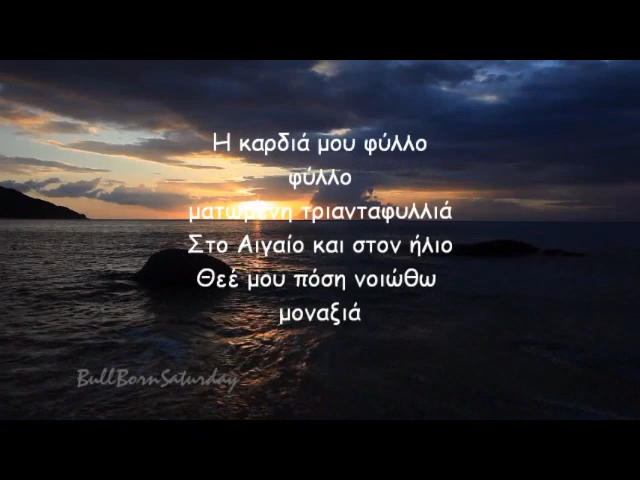 Η καρδιά μου φύλλο
φύλλο
ματωμένη τριανταφυλλιά
Στο Αιγαίο και στον ήλιο
Θεέ μου πόση νοιώθω
μοναξιά
BullBornSaturday